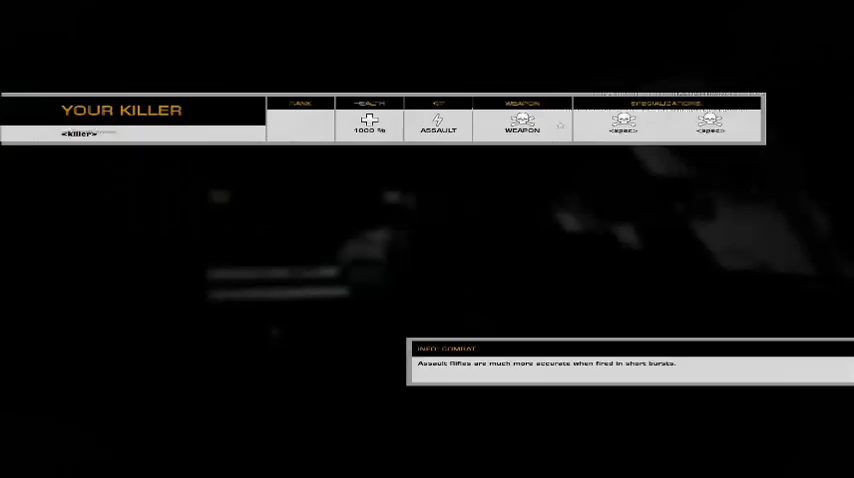 YOUR KILLER
<killer>
RANK
HEALTH
1000 %
KIT
ASSAULT
WEAPON
WEAPON
SPECIALIZATIONS
<spec>
<spec>
INFO: COMBAT
Assault Rifles are much more accurate when fired in short bursts.